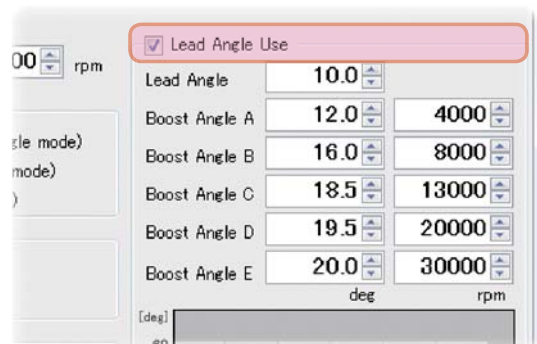 Lead Angle Use
00 rpm
Lead Angle 10.0
Boost Angle A 12.0 4000
gle mode)
Boost Angle B 16.0 8000
mode)
Boost Angle C 18.5 13000
)
Boost Angle D 19.5 20000
Boost Angle E 20.0 30000
deg rpm
[deg]